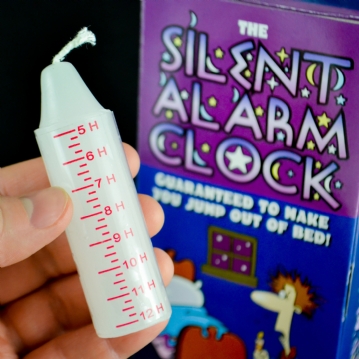 THE
SILENT
ALARM
CLOCK
GUARANTEED TO MAKE
YOU JUMP OUT OF BED!
5 H
6 H
7 H
8 H
9 H
10 H
11 H
12 H